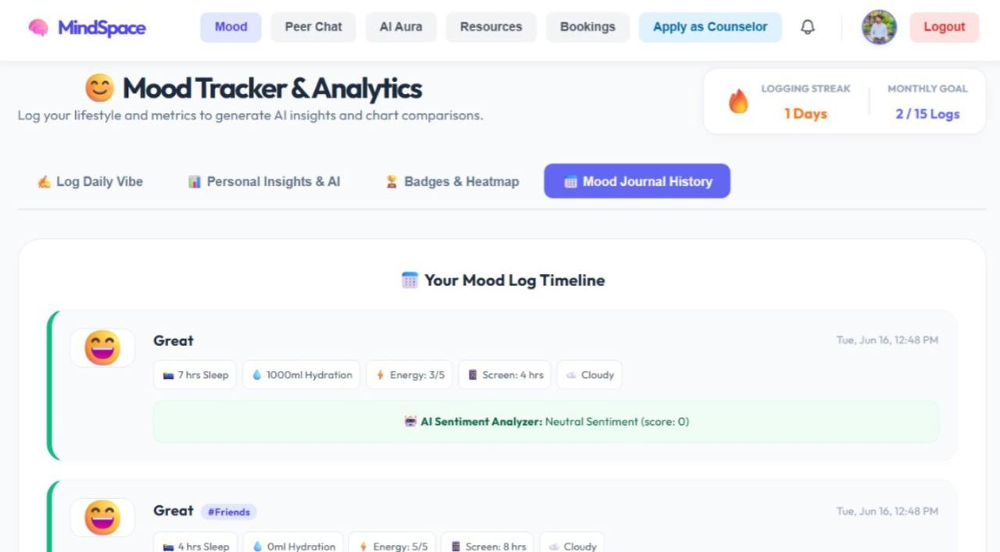 MindSpace
Mood
Peer Chat
AI Aura
Resources
Bookings
Apply as Counselor
Logout
Mood Tracker & Analytics
Log your lifestyle and metrics to generate AI insights and chart comparisons.
LOGGING STREAK
1 Days
MONTHLY GOAL
2 / 15 Logs
Log Daily Vibe
Personal Insights & AI
Badges & Heatmap
Mood Journal History
Your Mood Log Timeline
Great
Tue, Jun 16, 12:48 PM
7 hrs Sleep
1000ml Hydration
Energy: 3/5
Screen: 4 hrs
Cloudy
AI Sentiment Analyzer: Neutral Sentiment (score: 0)
Great #Friends
Tue, Jun 16, 12:48 PM
4 hrs Sleep
0ml Hydration
Energy: 5/5
Screen: 8 hrs
Cloudy